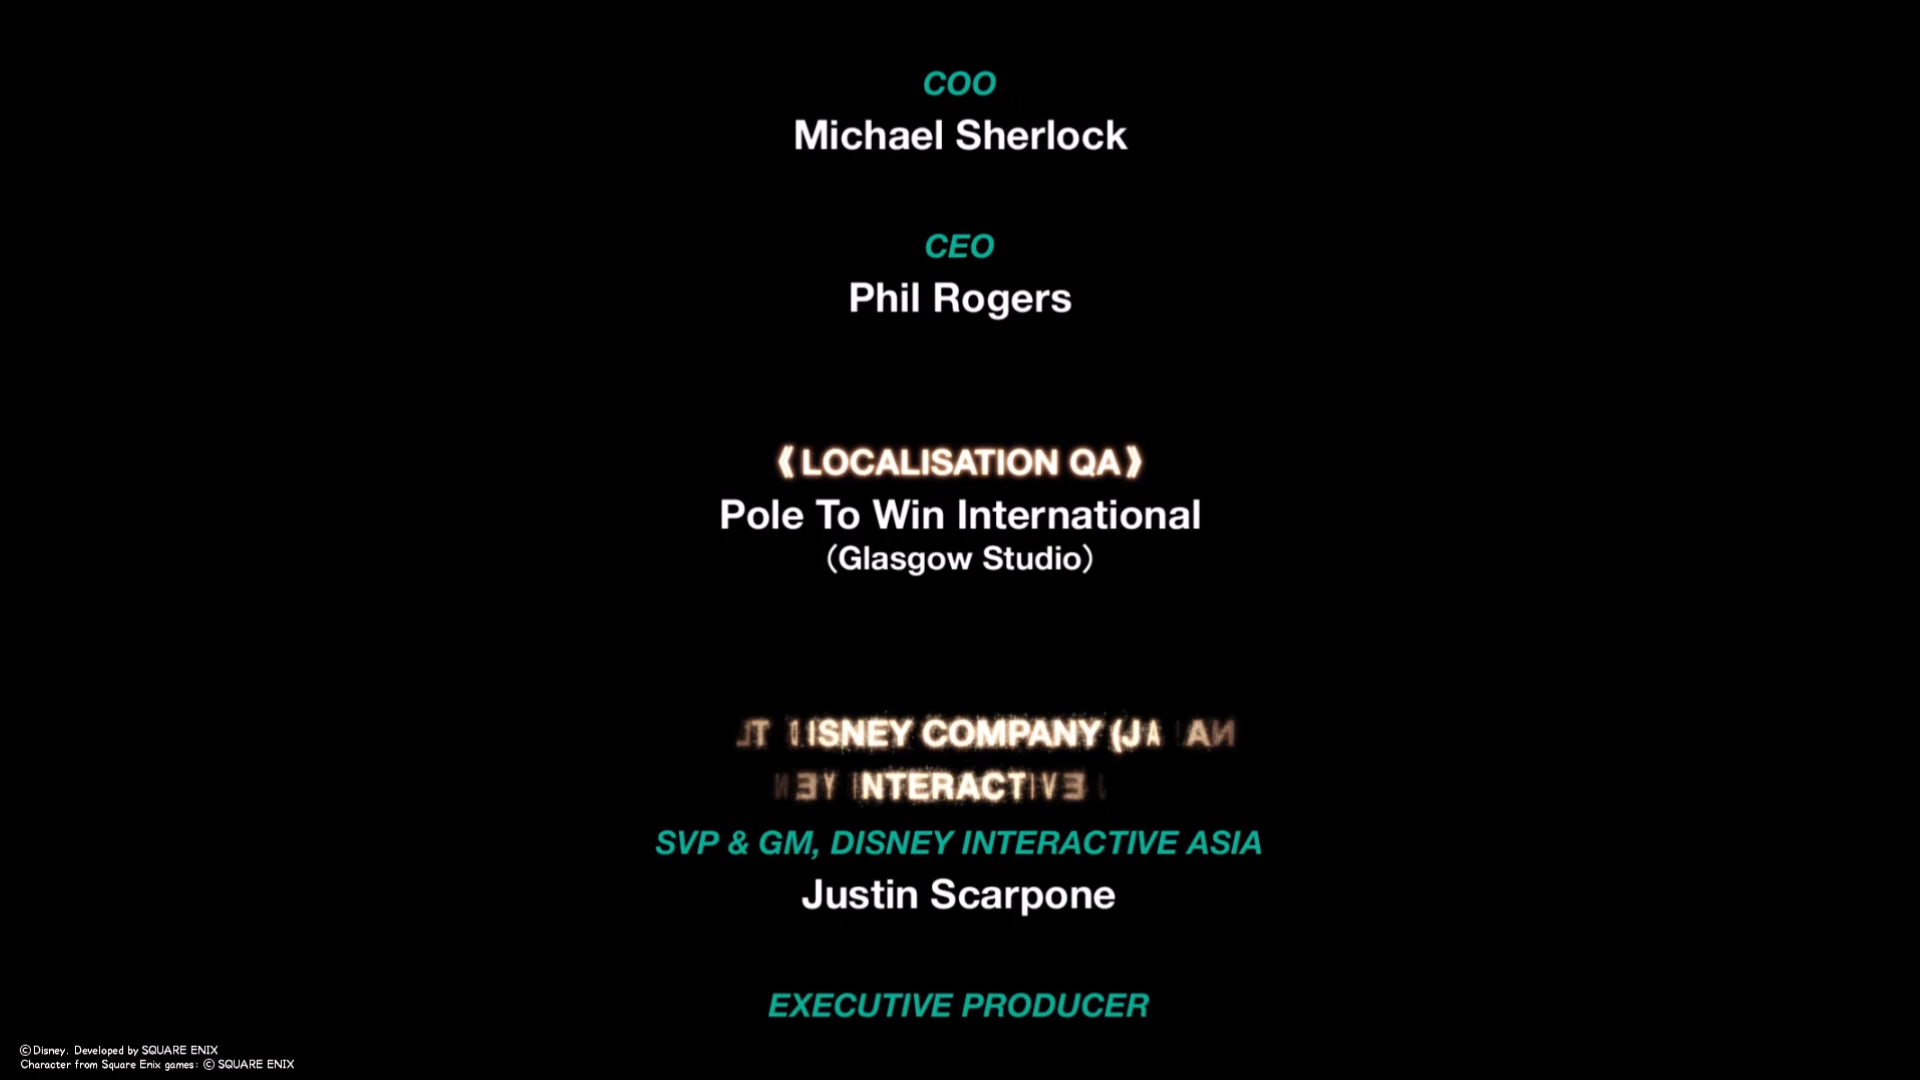 COO
Michael Sherlock
CEO
Phil Rogers
《LOCALISATION QA》
Pole To Win International
(Glasgow Studio)
COMPANY
SVP & GM, DISNEY INTERACTIVE ASIA
Justin Scarpone
EXECUTIVE PRODUCER
©Disney. Developed by SQUARE ENIX
Character from Square Enix games: © SQUARE ENIX